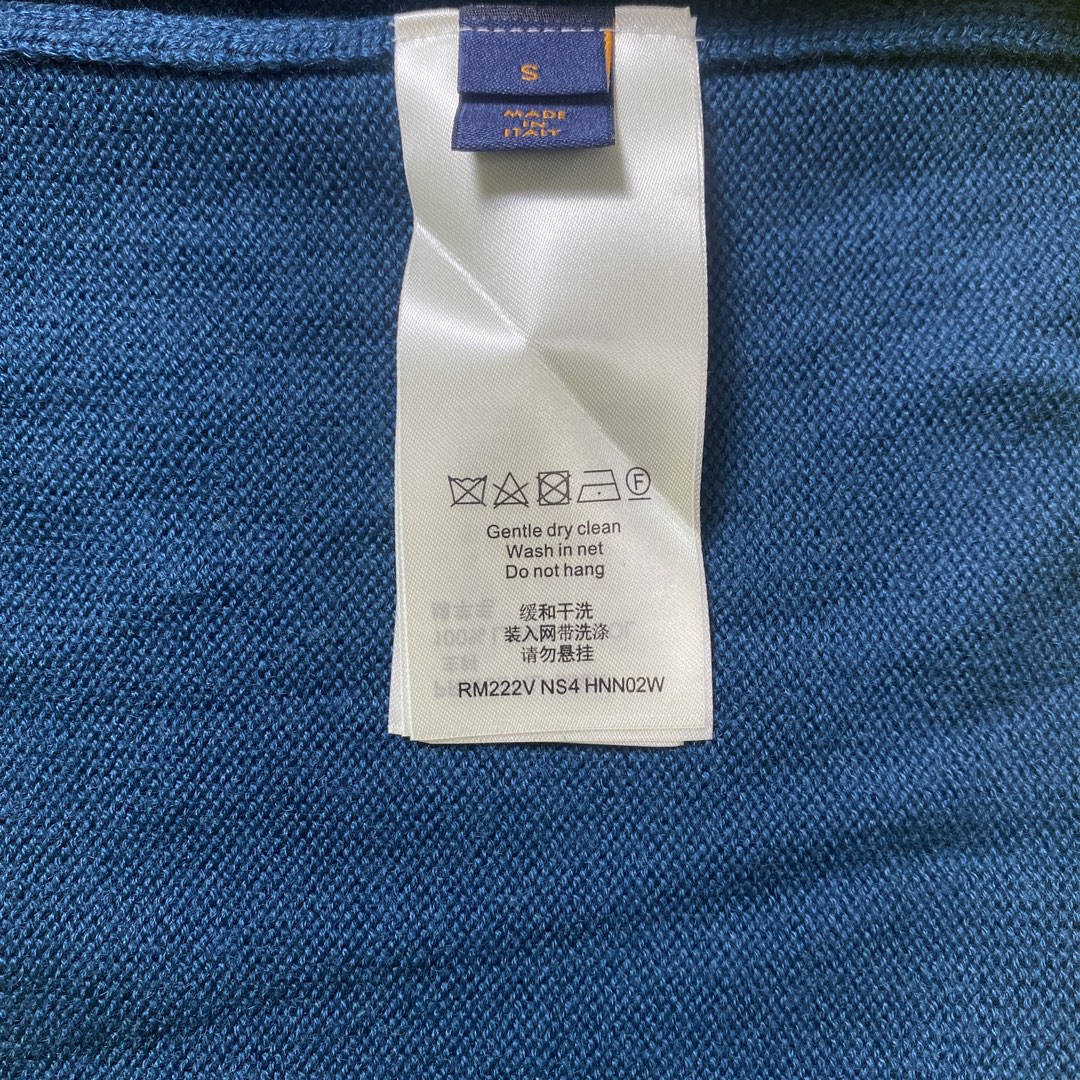 S
MADE
IN
ITALY
F
Gentle dry clean
Wash in net
Do not hang
缓和干洗
装入网带洗涤
请勿悬挂
RM222V NS4 HNN02W